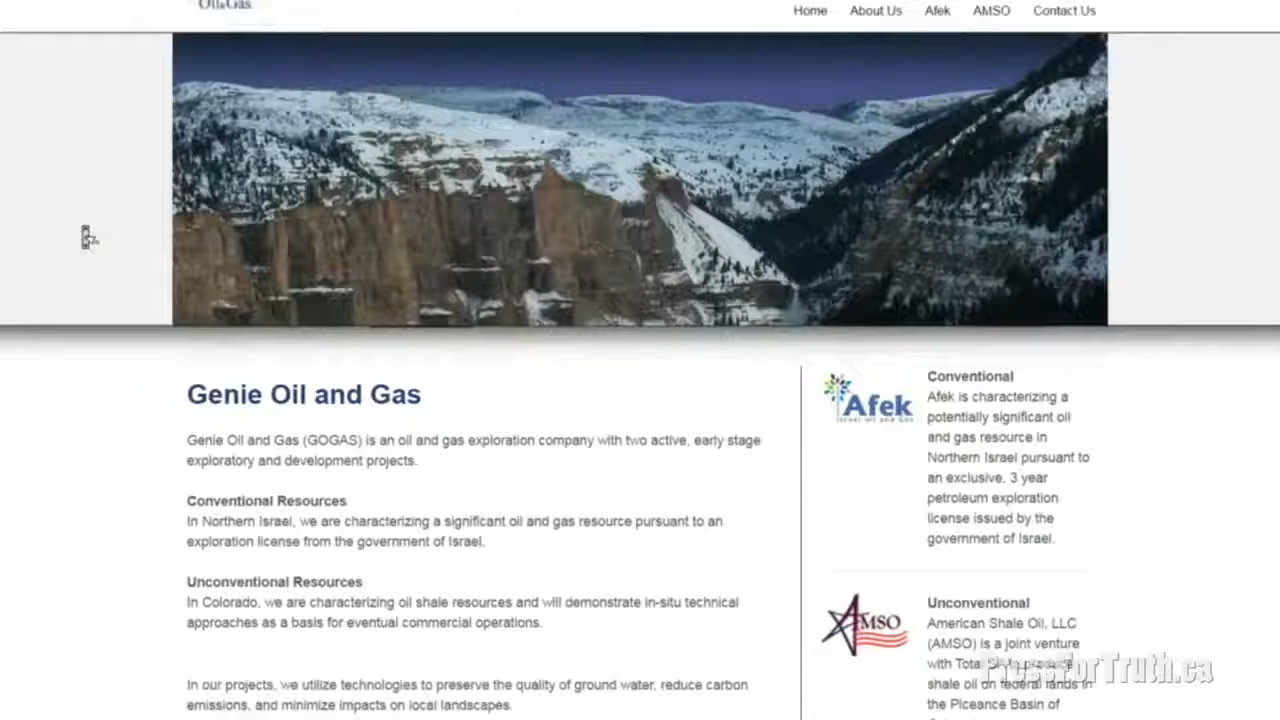 Oil&Gas
Home About Us Afek AMSO Contact Us
Genie Oil and Gas
Genie Oil and Gas (GOGAS) is an oil and gas exploration company with two active, early stage
exploratory and development projects.
Conventional Resources
In Northern Israel, we are characterizing a significant oil and gas resource pursuant to an
exploration license from the government of Israel.
Unconventional Resources
In Colorado, we are characterizing oil shale resources and will demonstrate in-situ technical
approaches as a basis for eventual commercial operations.
In our projects, we utilize technologies to preserve the quality of ground water, reduce carbon
emissions, and minimize impacts on local landscapes.
Afek
ISRAEL OIL AND GAS
Conventional
Afek is characterizing a
potentially significant oil
and gas resource in
Northern Israel pursuant to
an exclusive, 3 year
petroleum exploration
license issued by the
government of Israel.
AMSO
Unconventional
American Shale Oil, LLC
(AMSO) is a joint venture
with Total
shale oil on federal lands in
the Piceance Basin of
PressForTruth.ca